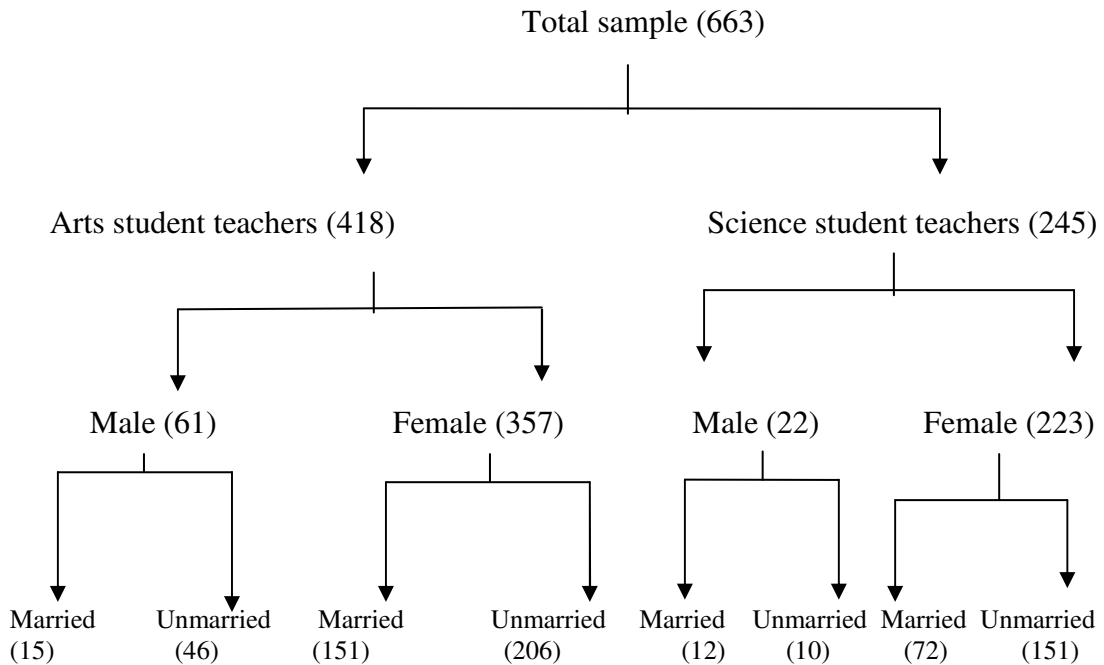 Total sample (663)
Arts student teachers (418) Science student teachers (245)
Male (61) Female (357) Male (22) Female (223)
Married Unmarried Married Unmarried Married Unmarried Married Unmarried
(15) (46) (151) (206) (12) (10) (72) (151)